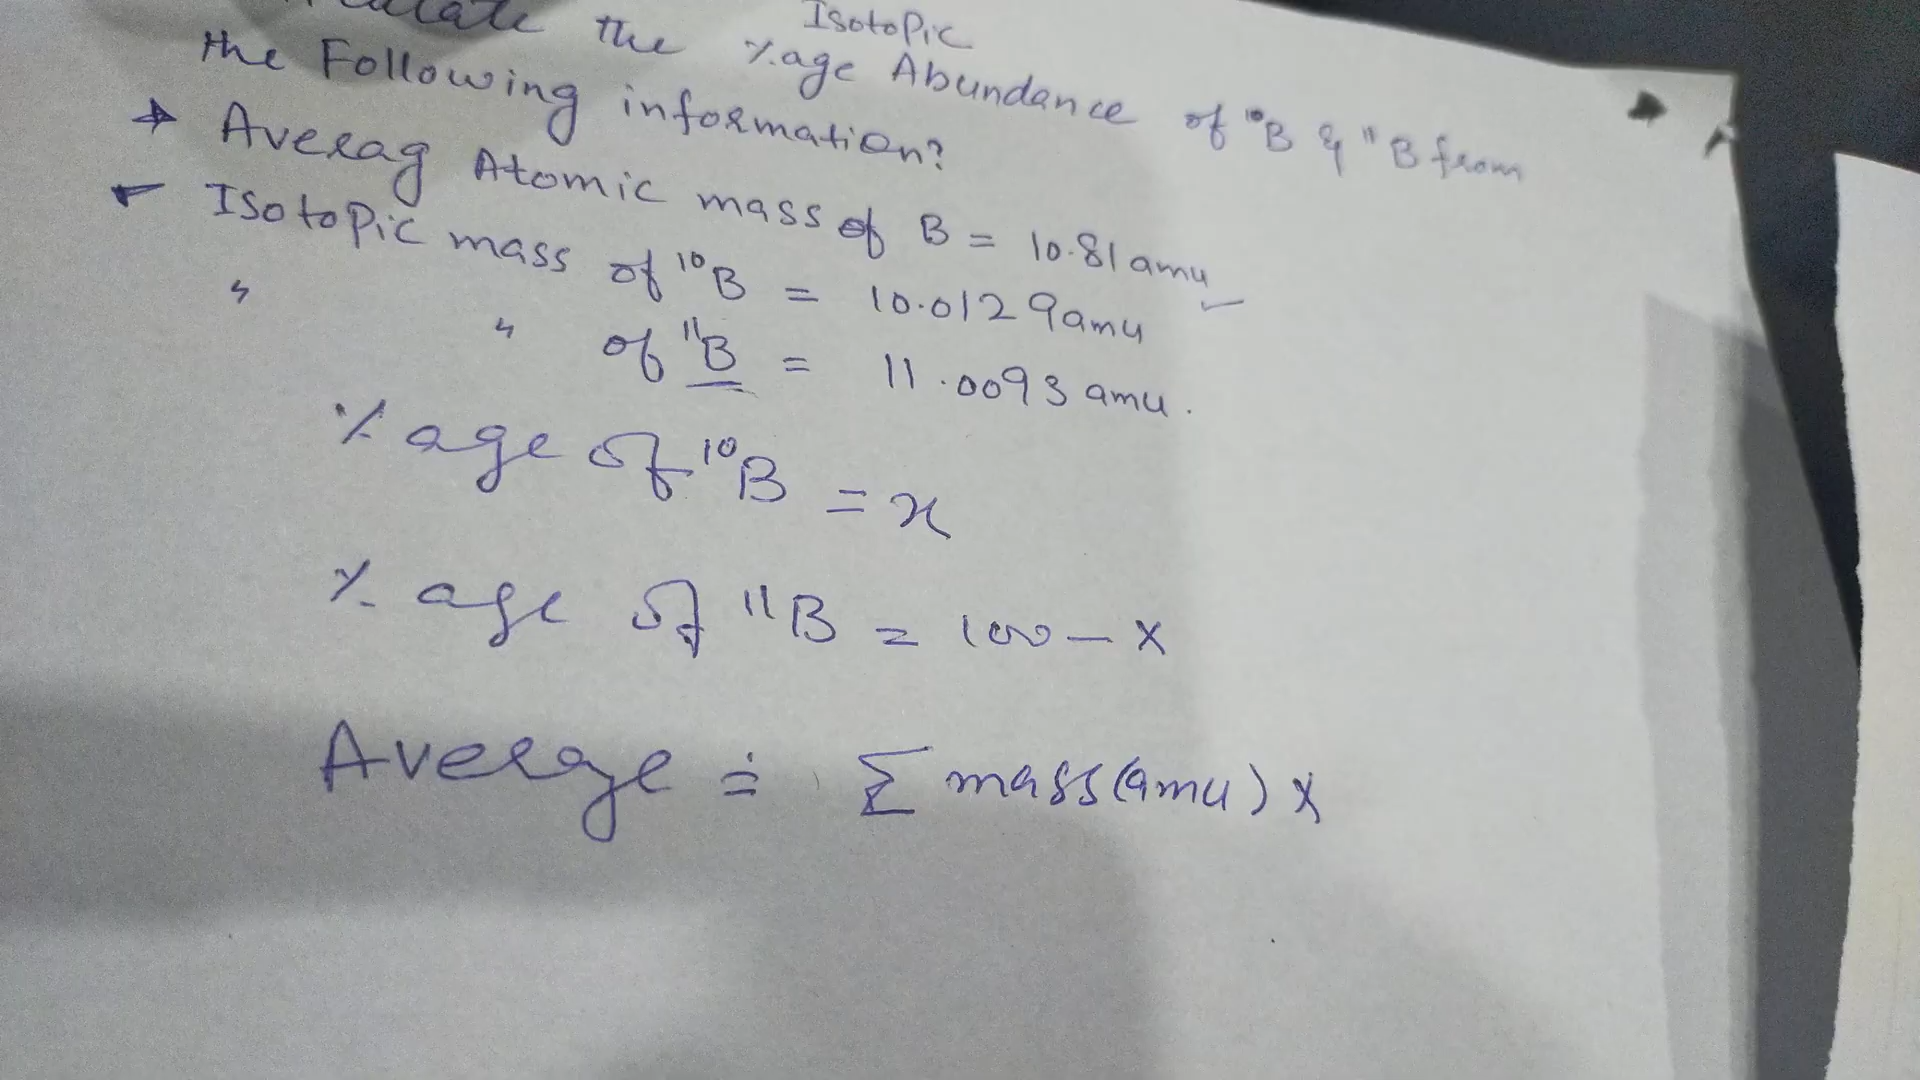 the Isotopic %age Abundance of ¹⁰B & ¹¹B from
the Following information?
→ Averag Atomic mass of B = 10.81 amu
Isotopic mass of ¹⁰B = 10.0129 amu
" " of ¹¹B = 11.0093 amu.
% age of ¹⁰B = x
% age of ¹¹B = 100 - x
Average = Σ mass (amu) x